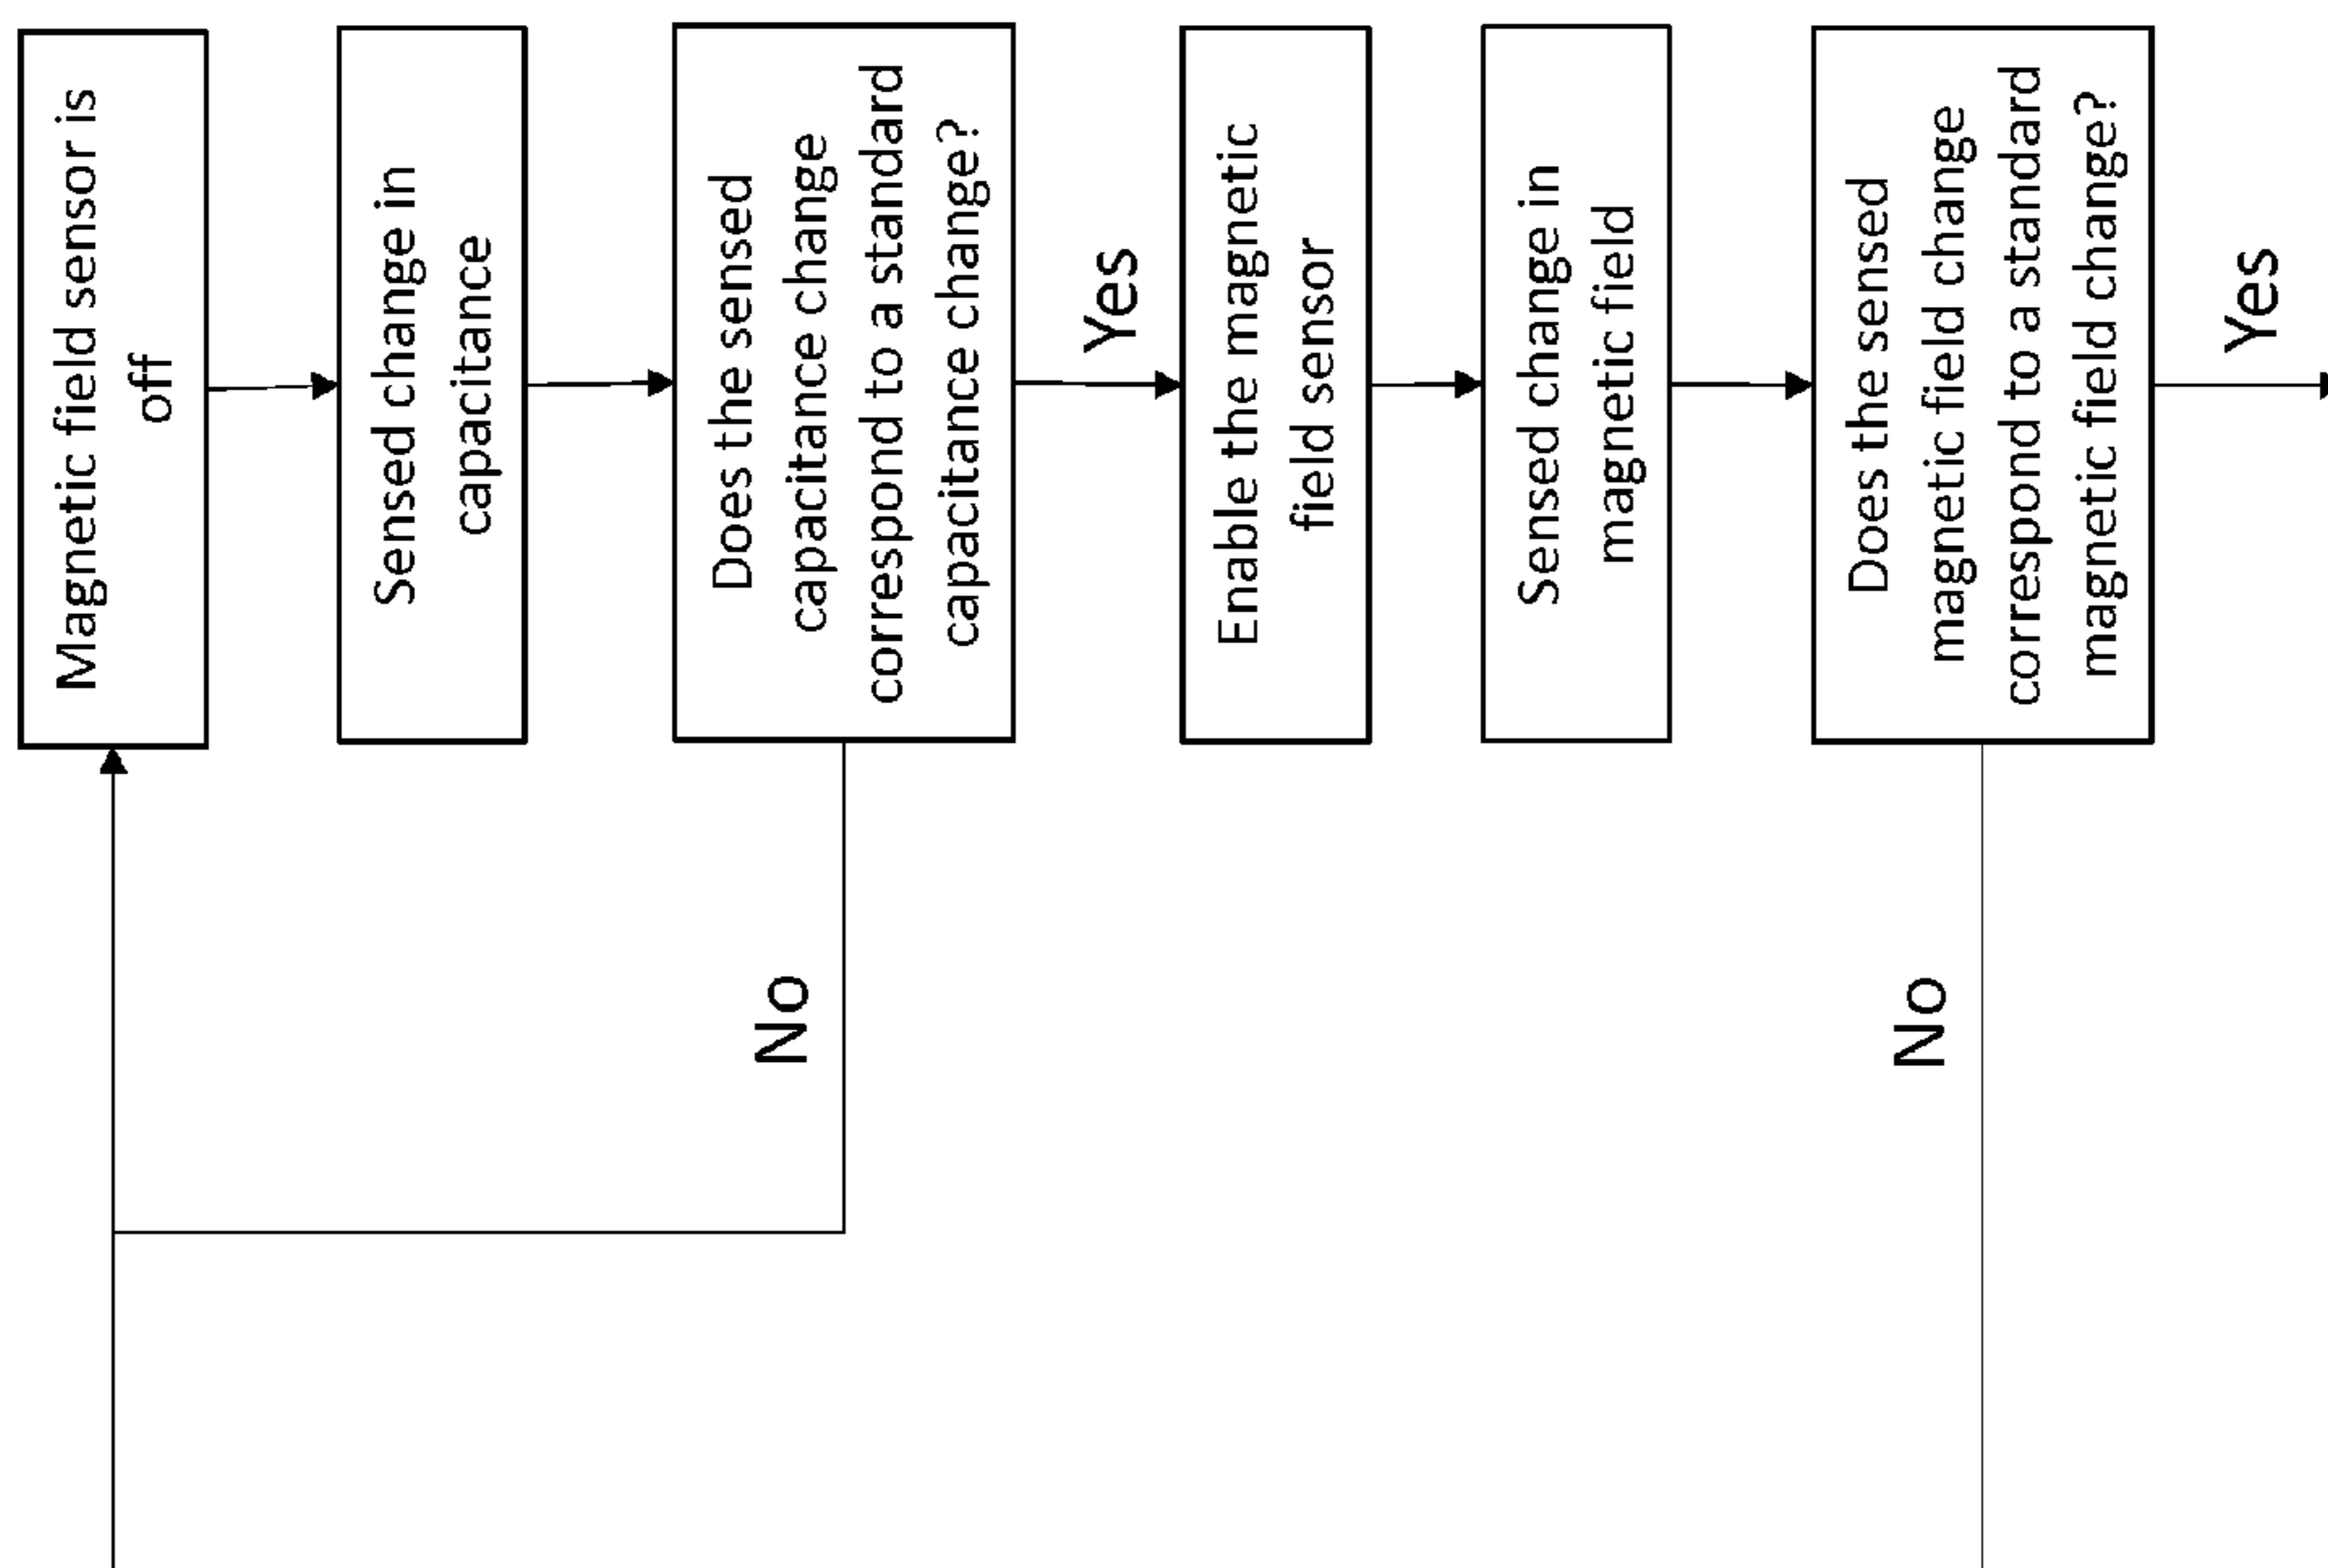 Magnetic field sensor is
off
Sensed change in
capacitance
Does the sensed
capacitance change
correspond to a standard
capacitance change?
No
Yes
Enable the magnetic
field sensor
Sensed change in
magnetic field
Does the sensed
magnetic field change
correspond to a standard
magnetic field change?
No
Yes